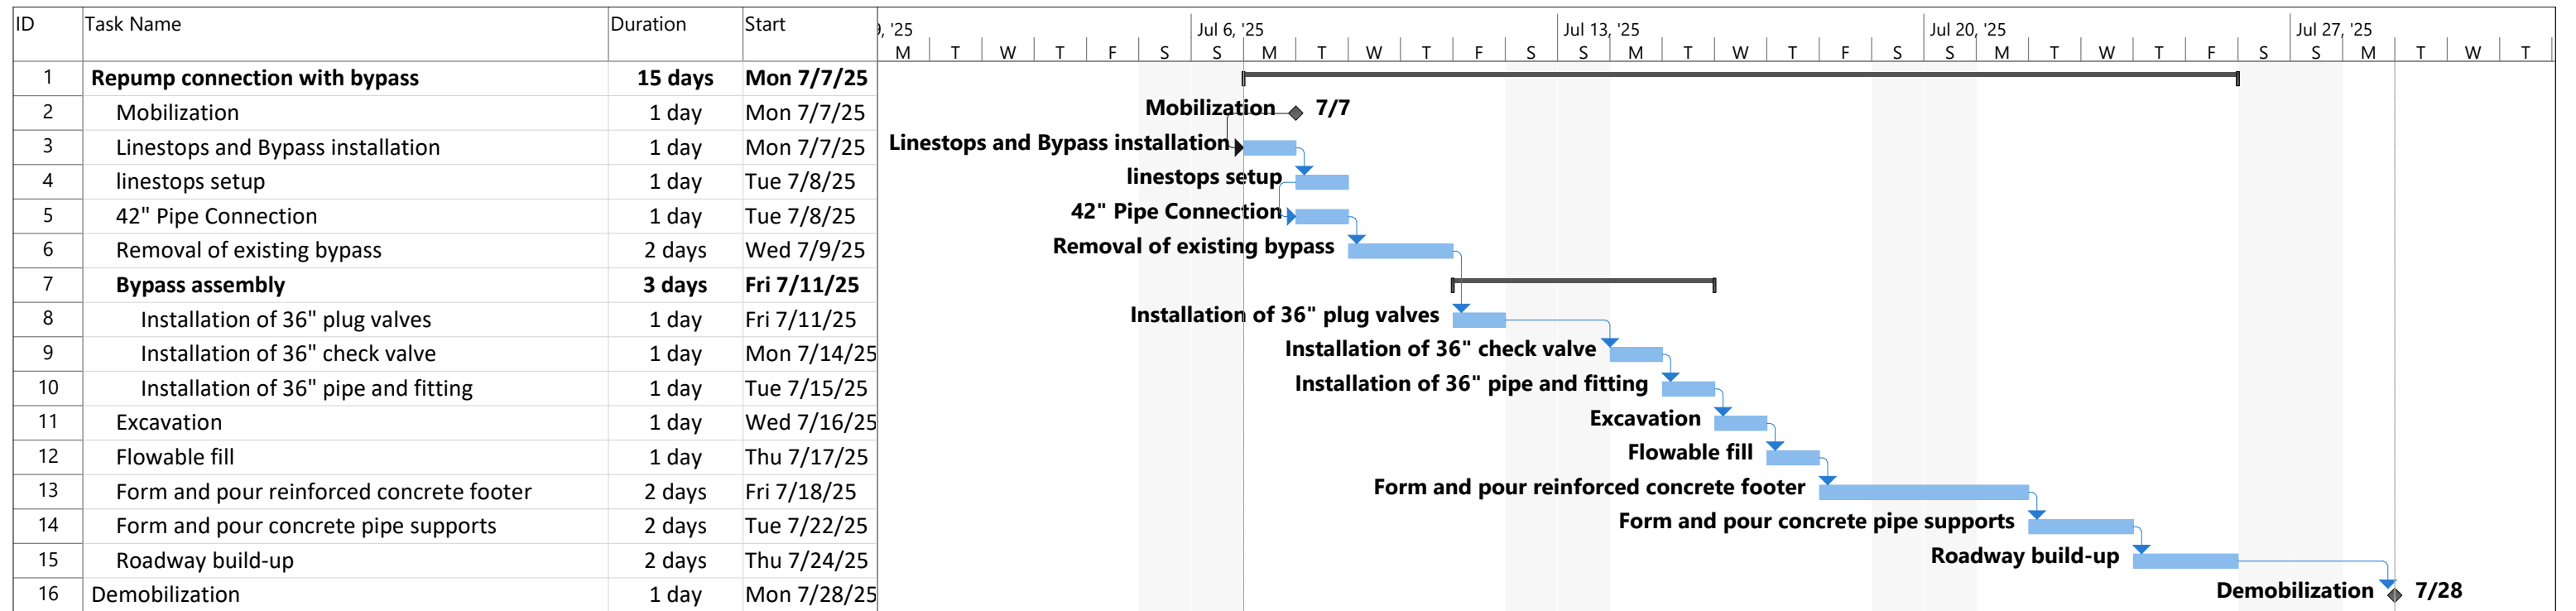 ID Task Name Duration Start 9, '25 Jul 6, '25 Jul 13, '25 Jul 20, '25 Jul 27, '25
M T W T F S S M T W T F S S M T W T F S S M T W T F S S M T W T
1 Repump connection with bypass 15 days Mon 7/7/25
2 Mobilization 1 day Mon 7/7/25 Mobilization 7/7
3 Linestops and Bypass installation 1 day Mon 7/7/25 Linestops and Bypass installation
4 linestops setup 1 day Tue 7/8/25 linestops setup
5 42" Pipe Connection 1 day Tue 7/8/25 42" Pipe Connection
6 Removal of existing bypass 2 days Wed 7/9/25 Removal of existing bypass
7 Bypass assembly 3 days Fri 7/11/25
8 Installation of 36" plug valves 1 day Fri 7/11/25 Installation of 36" plug valves
9 Installation of 36" check valve 1 day Mon 7/14/25 Installation of 36" check valve
10 Installation of 36" pipe and fitting 1 day Tue 7/15/25 Installation of 36" pipe and fitting
11 Excavation 1 day Wed 7/16/25 Excavation
12 Flowable fill 1 day Thu 7/17/25 Flowable fill
13 Form and pour reinforced concrete footer 2 days Fri 7/18/25 Form and pour reinforced concrete footer
14 Form and pour concrete pipe supports 2 days Tue 7/22/25 Form and pour concrete pipe supports
15 Roadway build-up 2 days Thu 7/24/25 Roadway build-up
16 Demobilization 1 day Mon 7/28/25 Demobilization 7/28